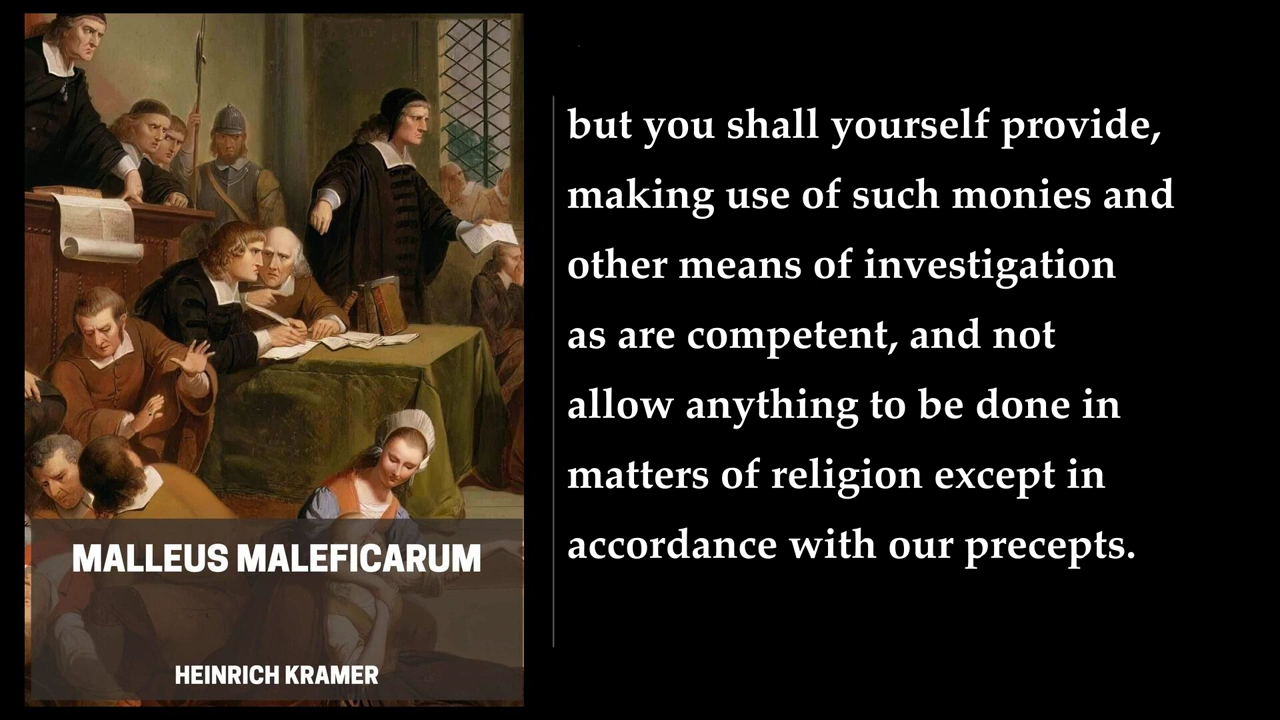 MALLEUS MALEFICARUM
HEINRICH KRAMER
but you shall yourself provide,
making use of such monies and
other means of investigation
as are competent, and not
allow anything to be done in
matters of religion except in
accordance with our precepts.